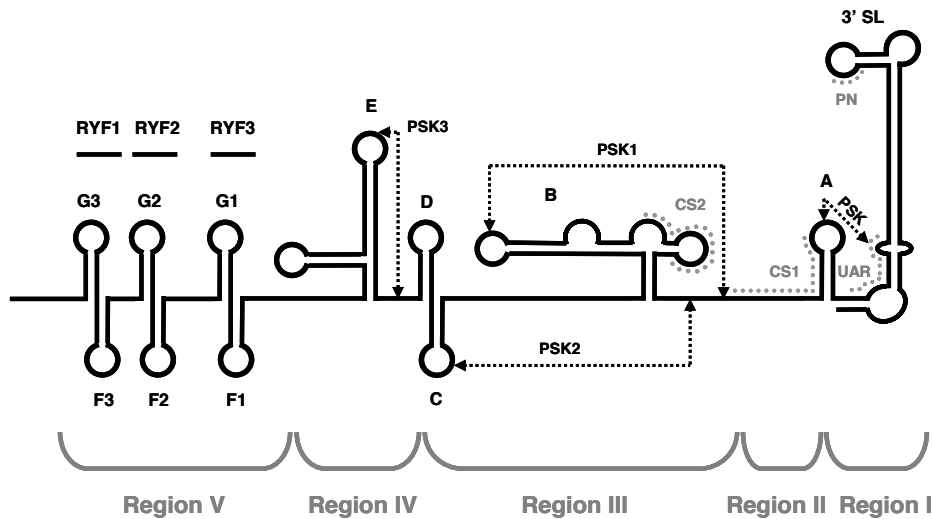 3' SL
PN
E
RYF1 RYF2 RYF3
PSK3
PSK1
A
G3 G2 G1
D
B
CS2
PSK
CS1
UAR
PSK2
F3 F2 F1
C
Region V Region IV Region III Region II Region I